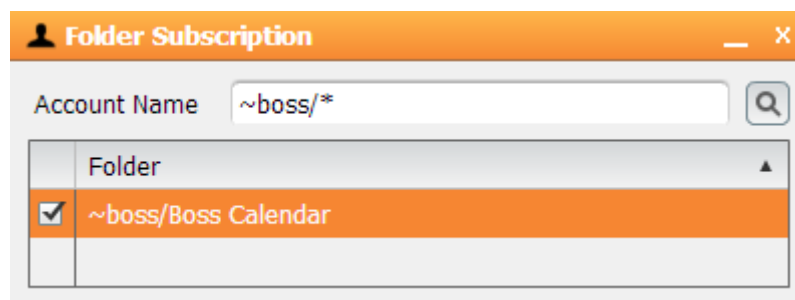 Folder Subscription
Account Name ~boss/*
Folder
~boss/Boss Calendar